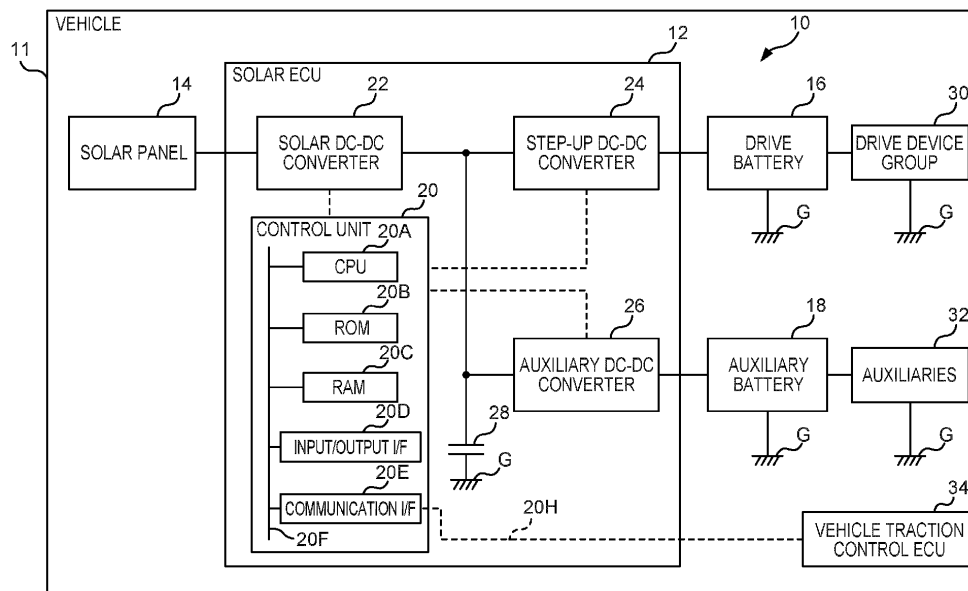 VEHICLE
10
11
12
SOLAR ECU
14
SOLAR PANEL
22
SOLAR DC-DC
CONVERTER
24
STEP-UP DC-DC
CONVERTER
16
DRIVE
BATTERY
30
DRIVE DEVICE
GROUP
G
G
20
CONTROL UNIT
20A
CPU
20B
ROM
20C
RAM
20D
INPUT/OUTPUT I/F
20E
COMMUNICATION I/F
20F
26
AUXILIARY DC-DC
CONVERTER
18
AUXILIARY
BATTERY
32
AUXILIARIES
28
G
G
G
20H
34
VEHICLE TRACTION
CONTROL ECU